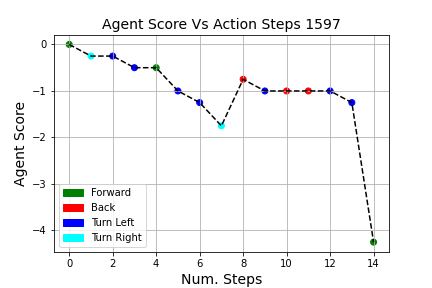 Agent Score Vs Action Steps 1597
0
−1
−2
−3
−4
Agent Score
Forward
Back
Turn Left
Turn Right
0 2 4 6 8 10 12 14
Num. Steps